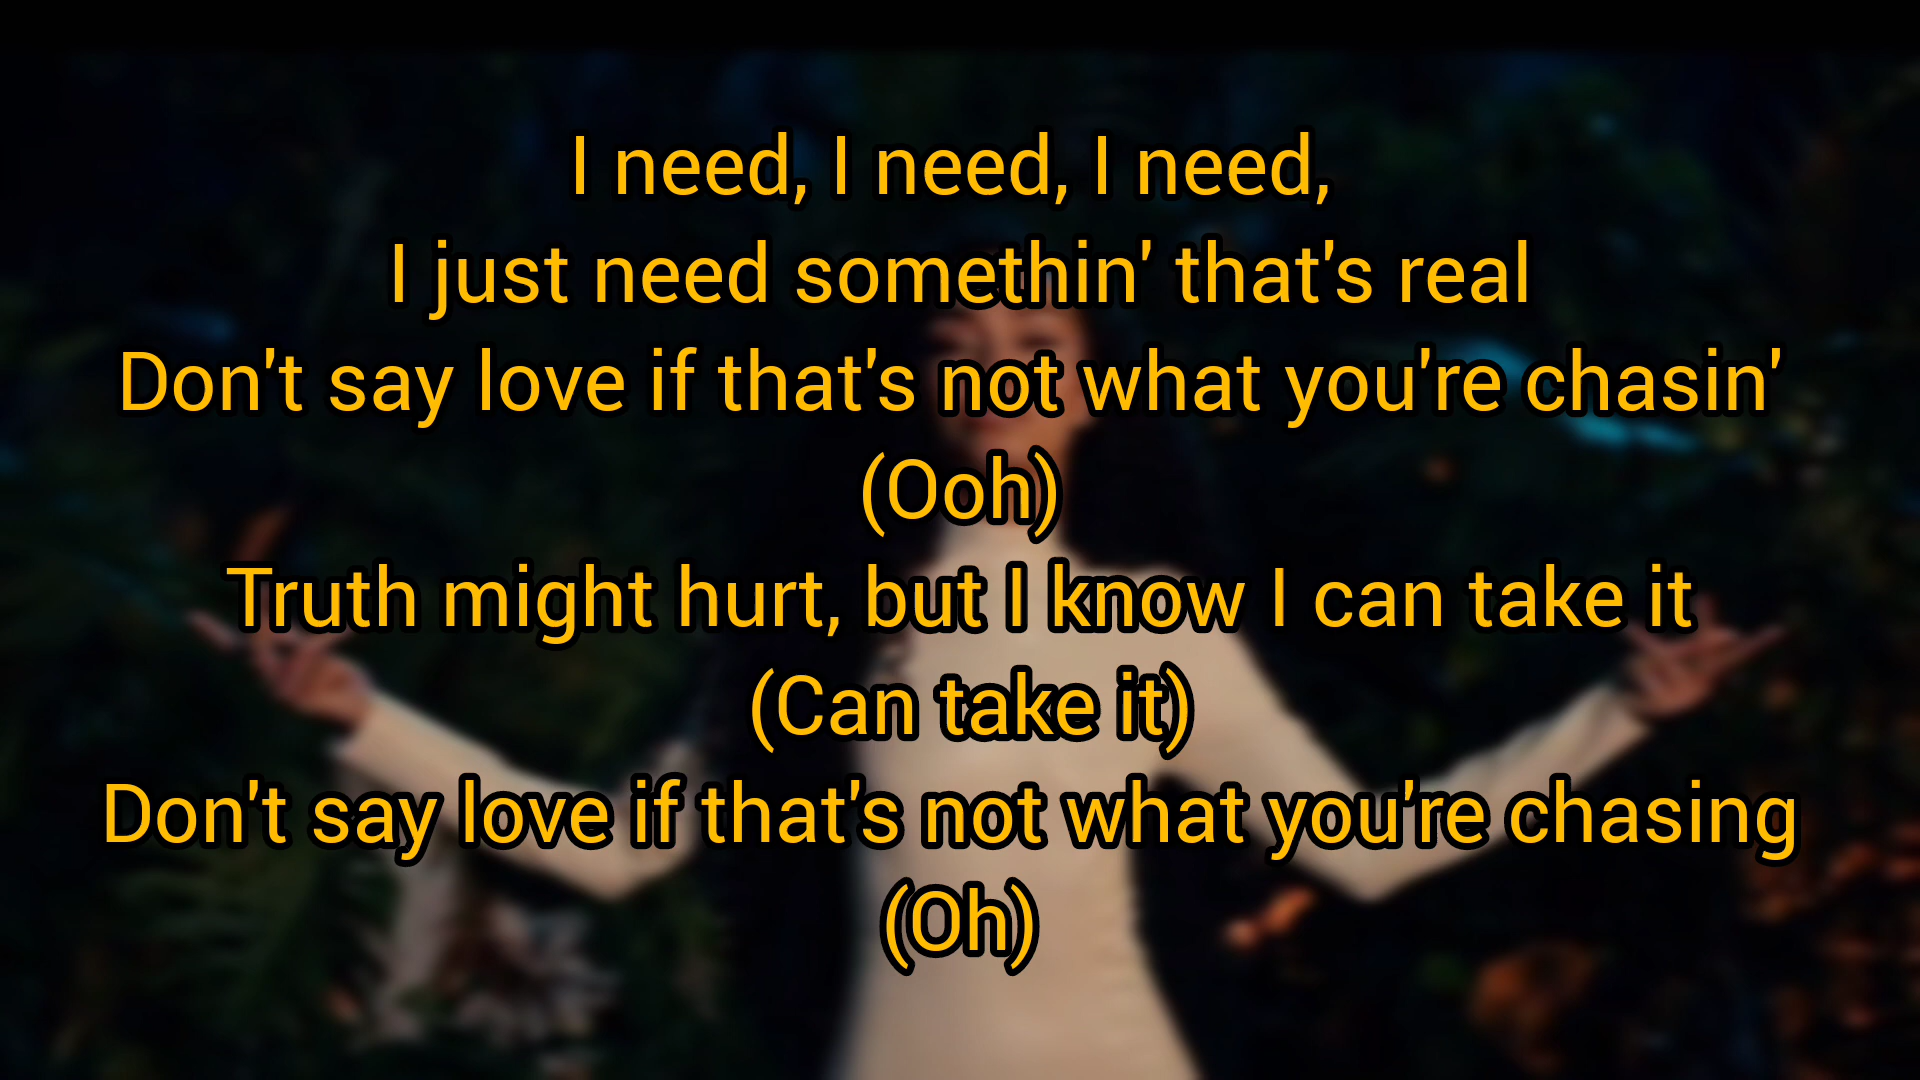 I need, I need, I need,
I just need somethin' that's real
Don't say love if that's not what you're chasin'
(Ooh)
Truth might hurt, but I know I can take it
(Can take it)
Don't say love if that's not what you're chasing
(Oh)